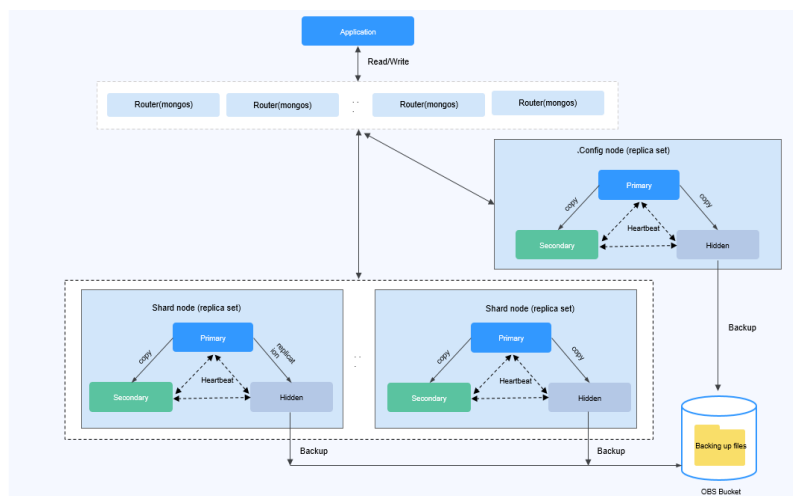 Application
Read/Write
Router(mongos)
Router(mongos)
Router(mongos)
Router(mongos)
.Config node (replica set)
Primary
copy
copy
Heartbeat
Secondary
Hidden
Shard node (replica set)
Primary
copy
replicat
ion
Heartbeat
Secondary
Hidden
Shard node (replica set)
Primary
copy
copy
Heartbeat
Secondary
Hidden
Backup
Backup
Backup
Backing up files
OBS Bucket